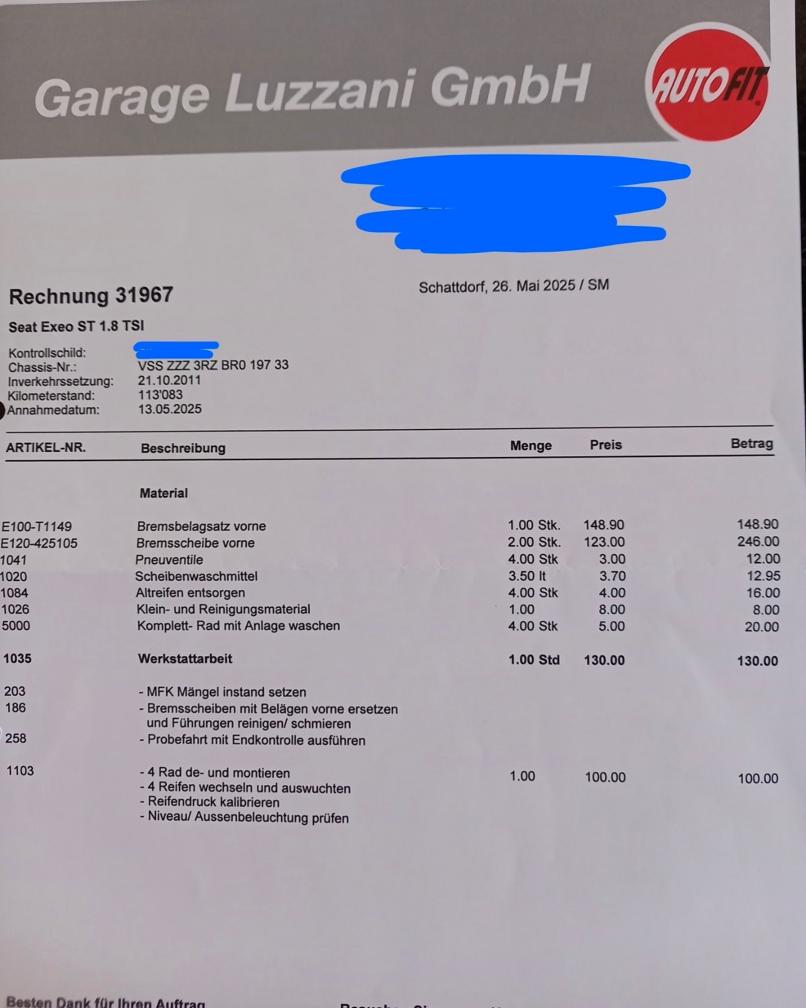 Garage Luzzani GmbH
AUTOFIT
Schattdorf, 26. Mai 2025 / SM
Rechnung 31967
Seat Exeo ST 1.8 TSI
Kontrollschild:
Chassis-Nr.: VSS ZZZ 3RZ BR0 197 33
Inverkehrssetzung: 21.10.2011
Kilometerstand: 113'083
Annahmedatum: 13.05.2025
ARTIKEL-NR. Beschreibung Menge Preis Betrag
Material
E100-T1149 Bremsbelagsatz vorne 1.00 Stk. 148.90 148.90
E120-425105 Bremsscheibe vorne 2.00 Stk. 123.00 246.00
1041 Pneuventile 4.00 Stk 3.00 12.00
1020 Scheibenwaschmittel 3.50 lt 3.70 12.95
1084 Altreifen entsorgen 4.00 Stk 4.00 16.00
1026 Klein- und Reinigungsmaterial 1.00 8.00 8.00
5000 Komplett- Rad mit Anlage waschen 4.00 Stk 5.00 20.00
1035 Werkstattarbeit 1.00 Std 130.00 130.00
203 - MFK Mängel instand setzen
186 - Bremsscheiben mit Belägen vorne ersetzen
und Führungen reinigen/ schmieren
258 - Probefahrt mit Endkontrolle ausführen
1103 - 4 Rad de- und montieren 1.00 100.00 100.00
- 4 Reifen wechseln und auswuchten
- Reifendruck kalibrieren
- Niveau/ Aussenbeleuchtung prüfen
Besten Dank für Ihren Auftrag